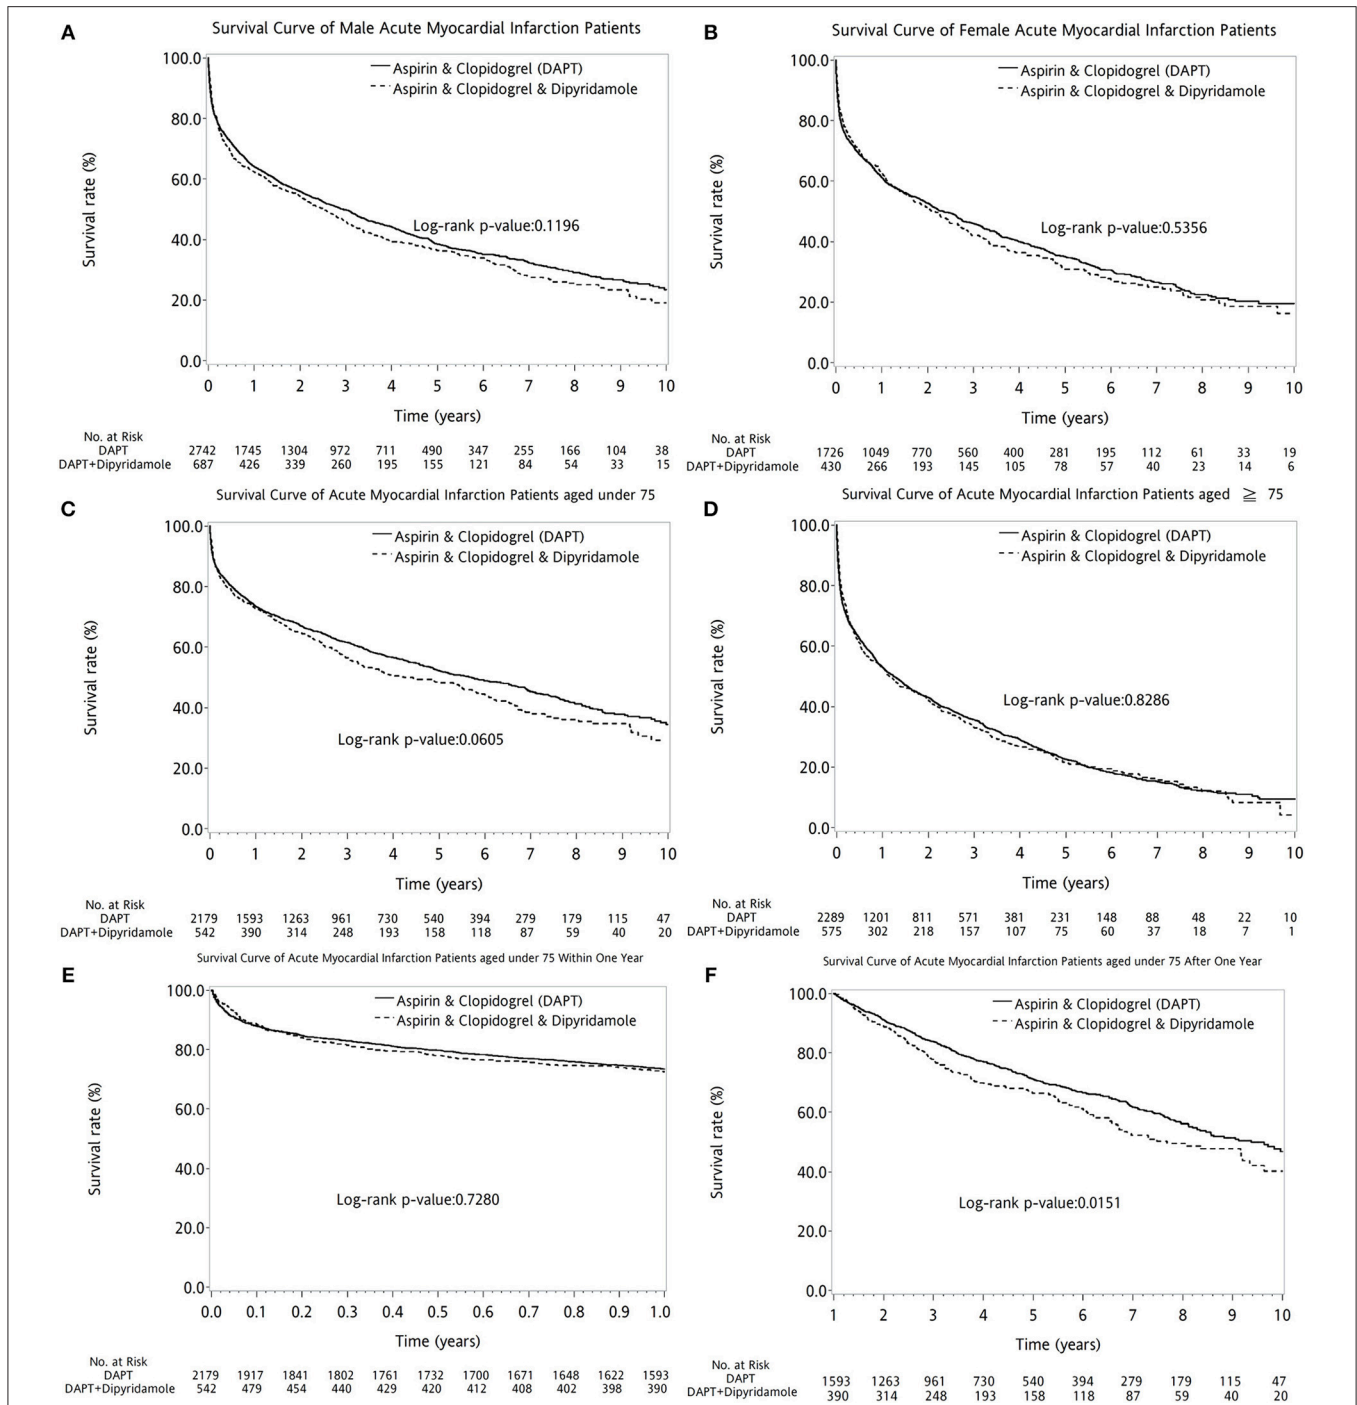 A
Survival Curve of Male Acute Myocardial Infarction Patients
Aspirin & Clopidogrel (DAPT)
Aspirin & Clopidogrel & Dipyridamole
100.0
80.0
60.0
40.0
20.0
0.0
Survival rate (%)
Log-rank p-value:0.1196
0 1 2 3 4 5 6 7 8 9 10
Time (years)
No. at Risk
DAPT 2742 1745 1304 972 711 490 347 255 166 104 38
DAPT+Dipyridamole 687 426 339 260 195 155 121 84 54 33 15
B
Survival Curve of Female Acute Myocardial Infarction Patients
Aspirin & Clopidogrel (DAPT)
Aspirin & Clopidogrel & Dipyridamole
100.0
80.0
60.0
40.0
20.0
0.0
Survival rate (%)
Log-rank p-value:0.5356
0 1 2 3 4 5 6 7 8 9 10
Time (years)
No. at Risk
DAPT 1726 1049 770 560 400 281 195 112 61 33 19
DAPT+Dipyridamole 430 266 193 145 105 78 57 40 23 14 6
C
Survival Curve of Acute Myocardial Infarction Patients aged under 75
Aspirin & Clopidogrel (DAPT)
Aspirin & Clopidogrel & Dipyridamole
100.0
80.0
60.0
40.0
20.0
0.0
Survival rate (%)
Log-rank p-value:0.0605
0 1 2 3 4 5 6 7 8 9 10
Time (years)
No. at Risk
DAPT 2179 1593 1263 961 730 540 394 279 179 115 47
DAPT+Dipyridamole 542 390 314 248 193 158 118 87 59 40 20
D
Survival Curve of Acute Myocardial Infarction Patients aged ≧ 75
Aspirin & Clopidogrel (DAPT)
Aspirin & Clopidogrel & Dipyridamole
100.0
80.0
60.0
40.0
20.0
0.0
Survival rate (%)
Log-rank p-value:0.8286
0 1 2 3 4 5 6 7 8 9 10
Time (years)
No. at Risk
DAPT 2289 1201 811 571 381 231 148 88 48 22 10
DAPT+Dipyridamole 575 302 218 157 107 75 60 37 18 7 1
E
Survival Curve of Acute Myocardial Infarction Patients aged under 75 Within One Year
Aspirin & Clopidogrel (DAPT)
Aspirin & Clopidogrel & Dipyridamole
100.0
80.0
60.0
40.0
20.0
0.0
Survival rate (%)
Log-rank p-value:0.7280
0.0 0.1 0.2 0.3 0.4 0.5 0.6 0.7 0.8 0.9 1.0
Time (years)
No. at Risk
DAPT 2179 1917 1841 1802 1761 1732 1700 1671 1648 1622 1593
DAPT+Dipyridamole 542 479 454 440 429 420 412 408 402 398 390
F
Survival Curve of Acute Myocardial Infarction Patients aged under 75 After One Year
Aspirin & Clopidogrel (DAPT)
Aspirin & Clopidogrel & Dipyridamole
100.0
80.0
60.0
40.0
20.0
0.0
Survival rate (%)
Log-rank p-value:0.0151
1 2 3 4 5 6 7 8 9 10
Time (years)
No. at Risk
DAPT 1593 1263 961 730 540 394 279 179 115 47
DAPT+Dipyridamole 390 314 248 193 158 118 87 59 40 20